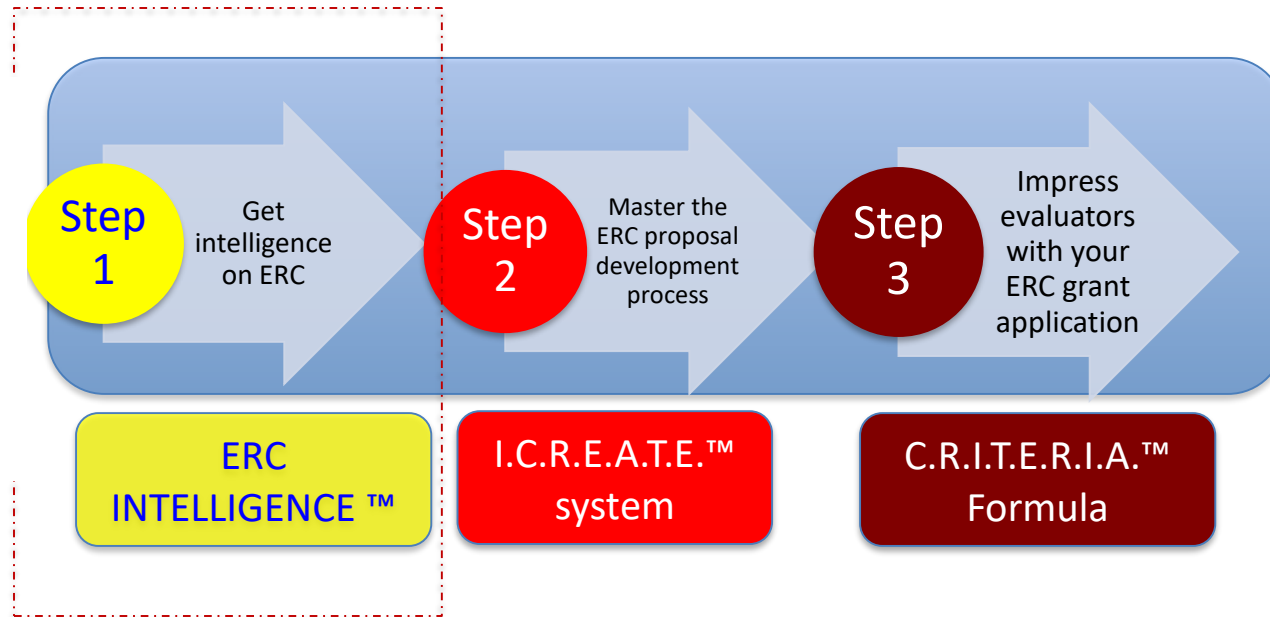 Step
1
Get
intelligence
on ERC
Step
2
Master the
ERC proposal
development
process
Step
3
Impress
evaluators
with your
ERC grant
application
ERC
INTELLIGENCE ™
I.C.R.E.A.T.E.™
system
C.R.I.T.E.R.I.A.™
Formula